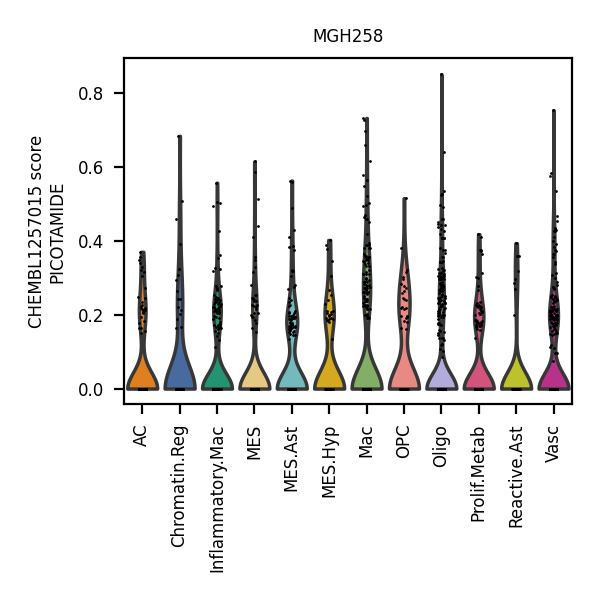 MGH258
CHEMBL1257015 score
PICOTAMIDE
0.8
0.6
0.4
0.2
0.0
AC
Chromatin.Reg
Inflammatory.Mac
MES
MES.Ast
MES.Hyp
Mac
OPC
Oligo
Prolif.Metab
Reactive.Ast
Vasc